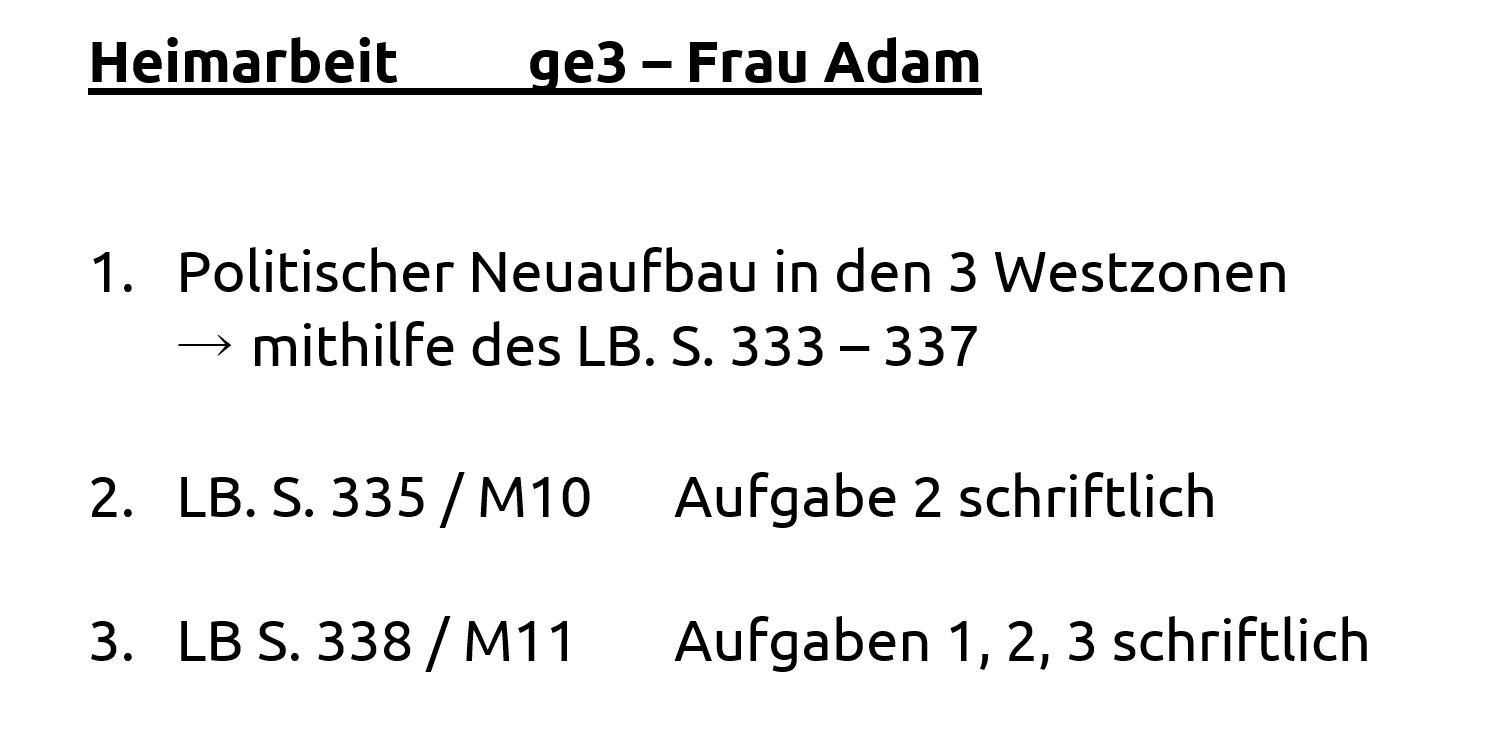 Heimarbeit ge3 – Frau Adam
1. Politischer Neuaufbau in den 3 Westzonen
→ mithilfe des LB. S. 333 – 337
2. LB. S. 335 / M10 Aufgabe 2 schriftlich
3. LB S. 338 / M11 Aufgaben 1, 2, 3 schriftlich